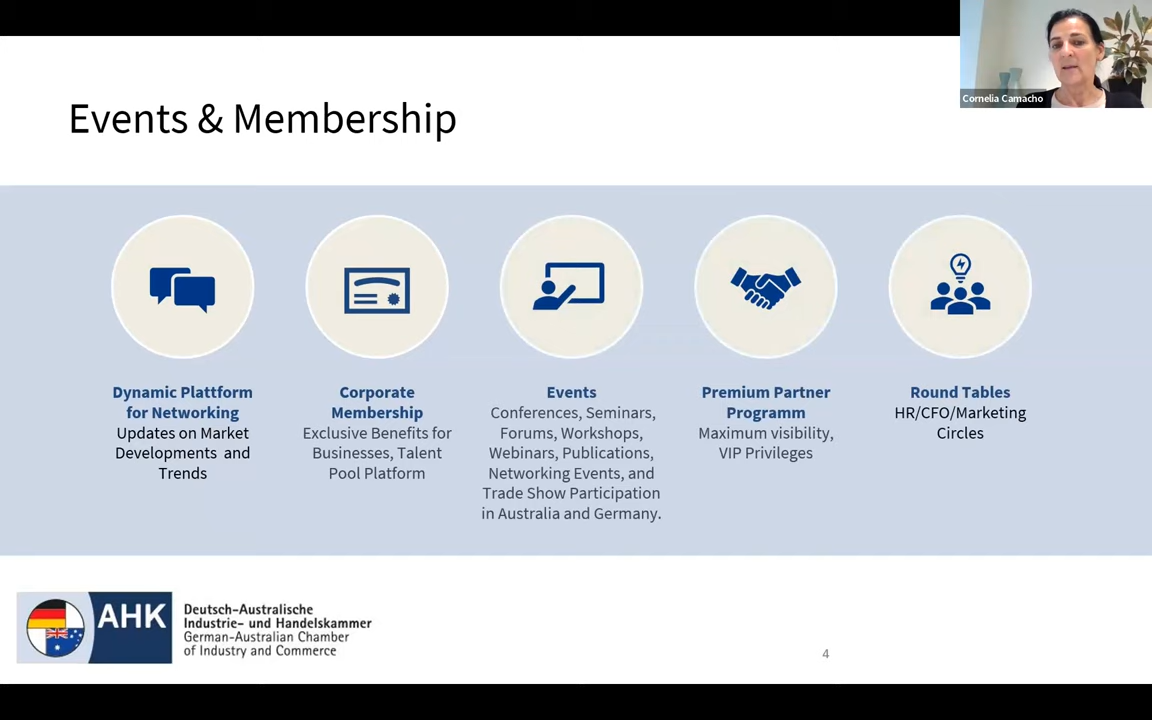 Cornelia Camacho
Events & Membership
Dynamic Plattform
for Networking
Updates on Market
Developments and
Trends
Corporate
Membership
Exclusive Benefits for
Businesses, Talent
Pool Platform
Events
Conferences, Seminars,
Forums, Workshops,
Webinars, Publications,
Networking Events, and
Trade Show Participation
in Australia and Germany.
Premium Partner
Programm
Maximum visibility,
VIP Privileges
Round Tables
HR/CFO/Marketing
Circles
AHK
Deutsch-Australische
Industrie- und Handelskammer
German-Australian Chamber
of Industry and Commerce
4